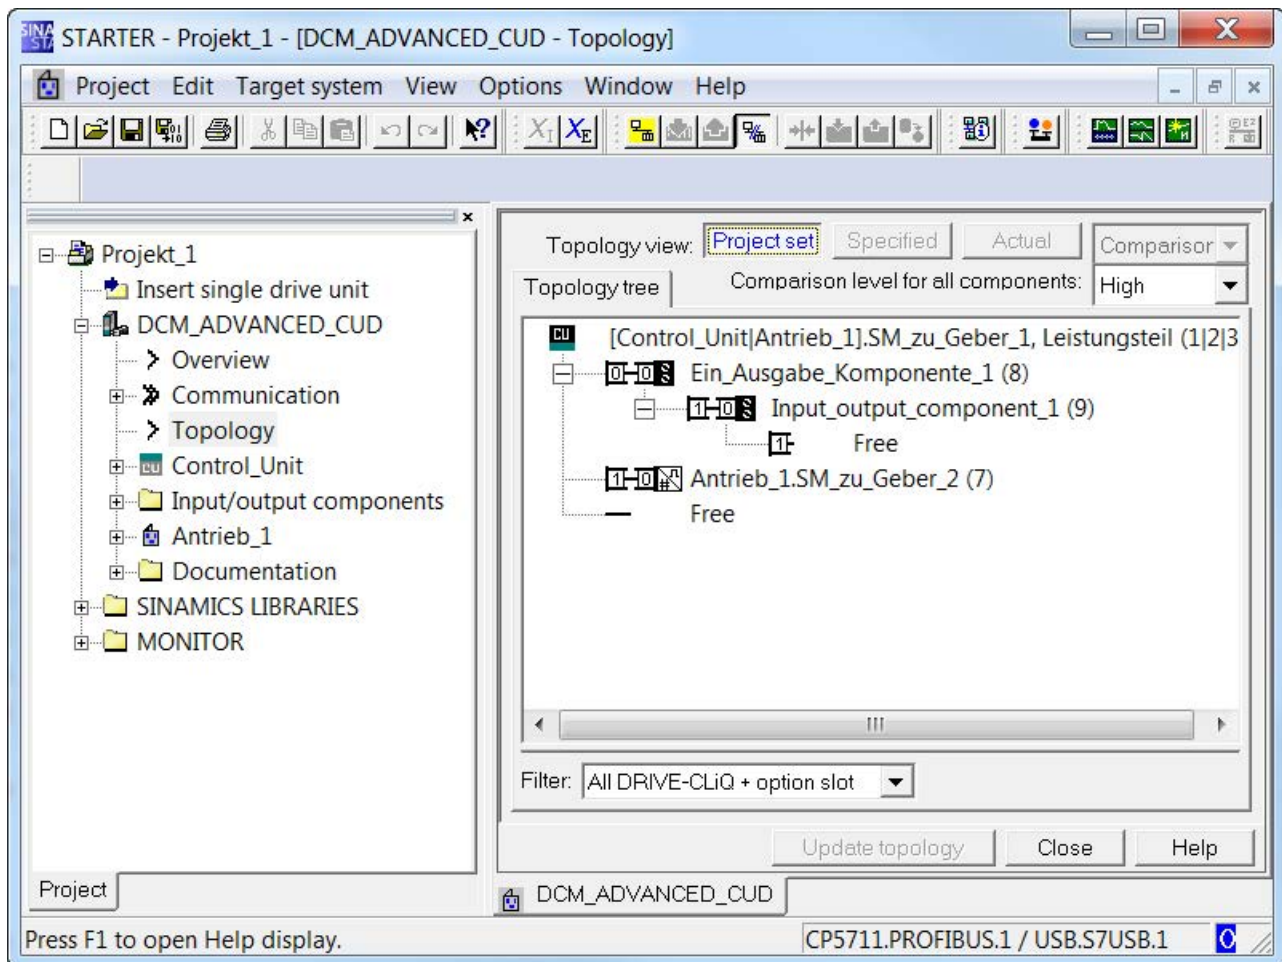 STARTER - Projekt_1 - [DCM_ADVANCED_CUD - Topology]
Project Edit Target system View Options Window Help
Topology view: Project set Specified Actual Comparisor
Topology tree Comparison level for all components: High
Projekt_1
Insert single drive unit
DCM_ADVANCED_CUD
Overview
Communication
Topology
Control_Unit
Input/output components
Antrieb_1
Documentation
SINAMICS LIBRARIES
MONITOR
[Control_Unit|Antrieb_1].SM_zu_Geber_1, Leistungsteil (1|2|3
Ein_Ausgabe_Komponente_1 (8)
Input_output_component_1 (9)
Free
Antrieb_1.SM_zu_Geber_2 (7)
Free
Filter: All DRIVE-CLiQ + option slot
Update topology Close Help
Project
DCM_ADVANCED_CUD
Press F1 to open Help display.
CP5711.PROFIBUS.1 / USB.S7USB.1